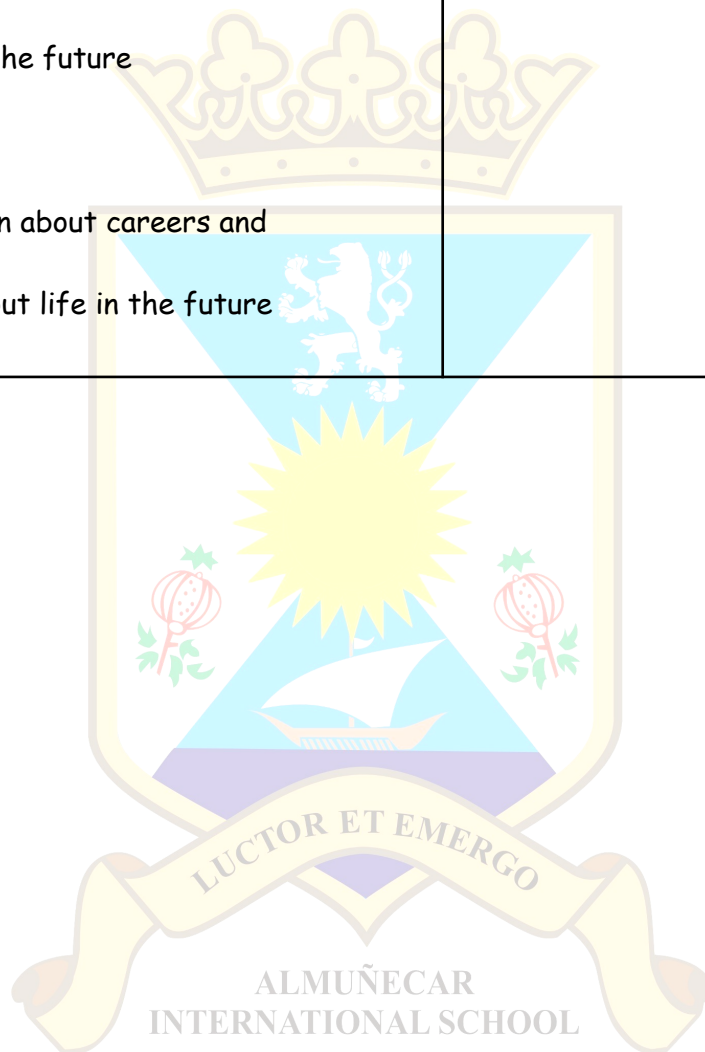 he future
n about careers and
ut life in the future
LUCTOR ET EMERGO
ALMUÑECAR
INTERNATIONAL SCHOOL